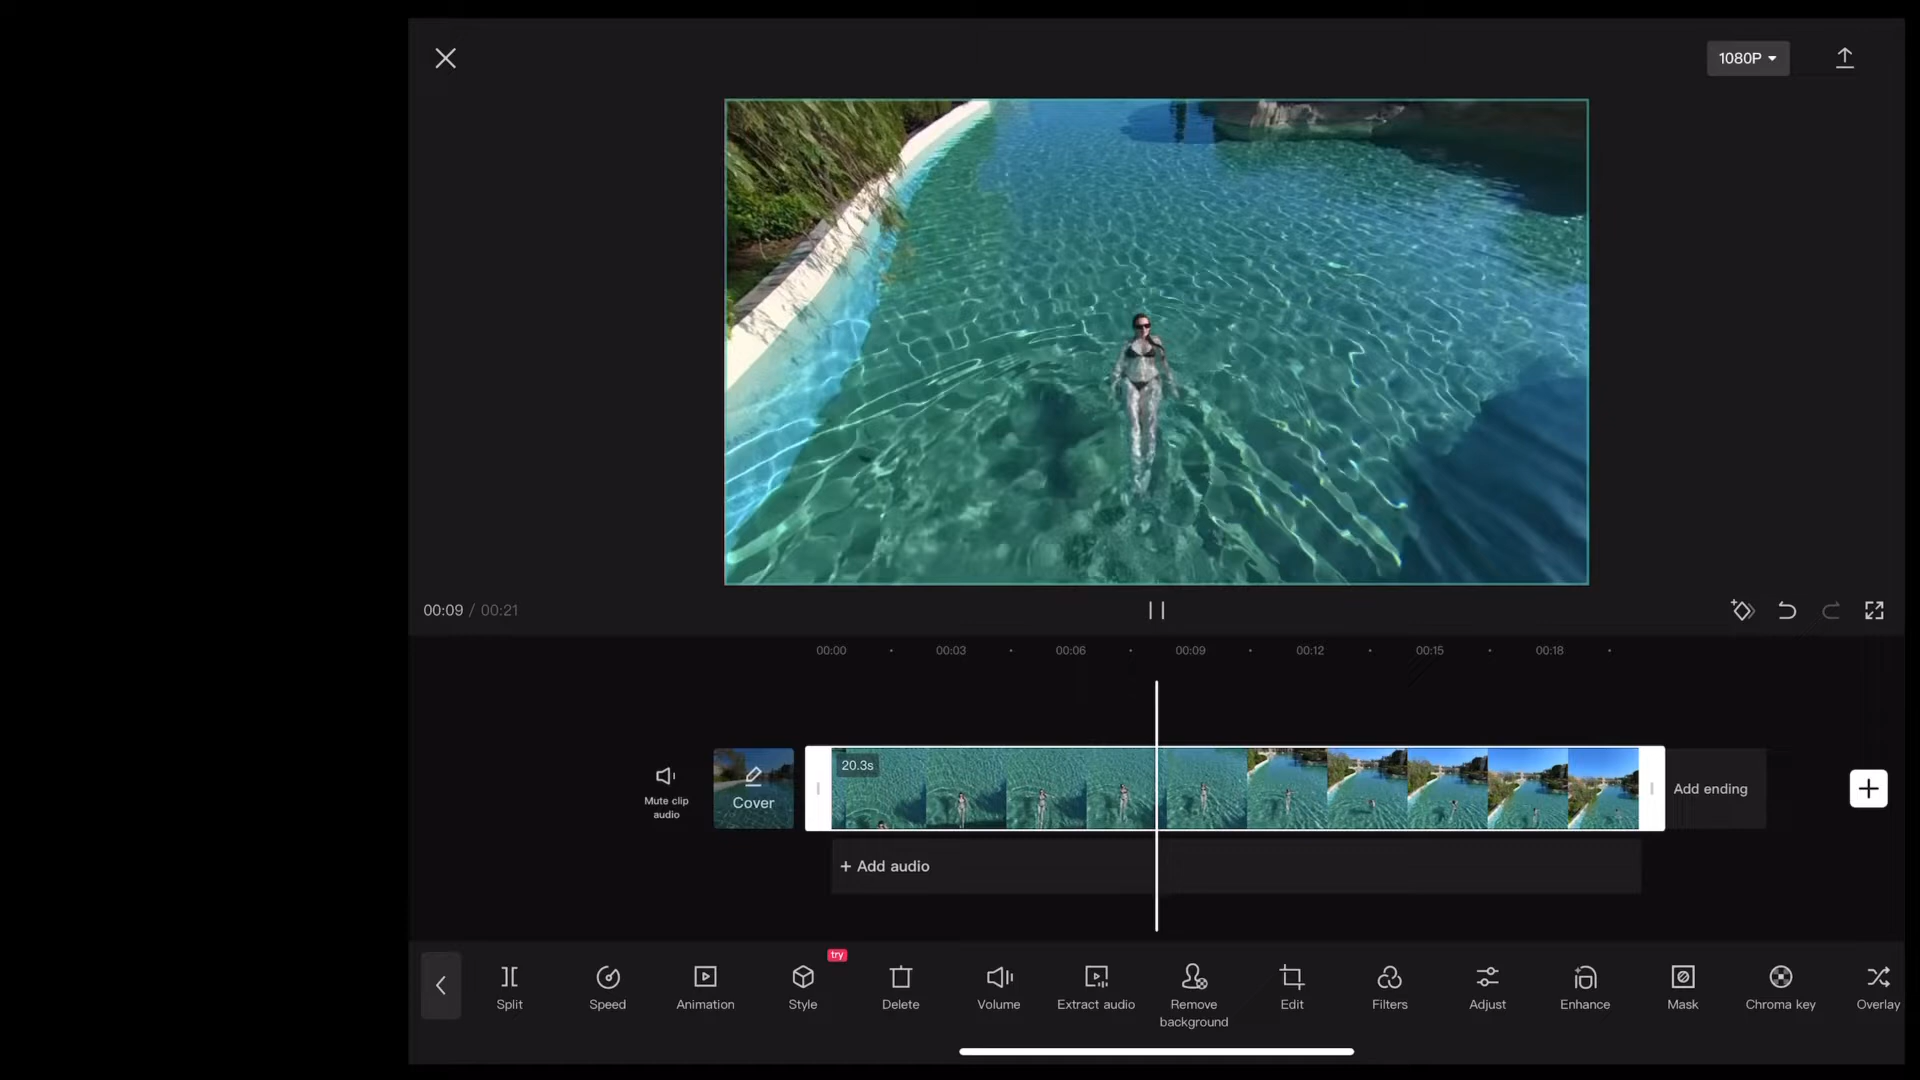 1080P
00:09 / 00:21
00:00 00:03 00:06 00:09 00:12 00:15 00:18
20.3s
Mute clip
audio
Cover
Add ending
+ Add audio
try
Split
Speed
Animation
Style
Delete
Volume
Extract audio
Remove
background
Edit
Filters
Adjust
Enhance
Mask
Chroma key
Overlay